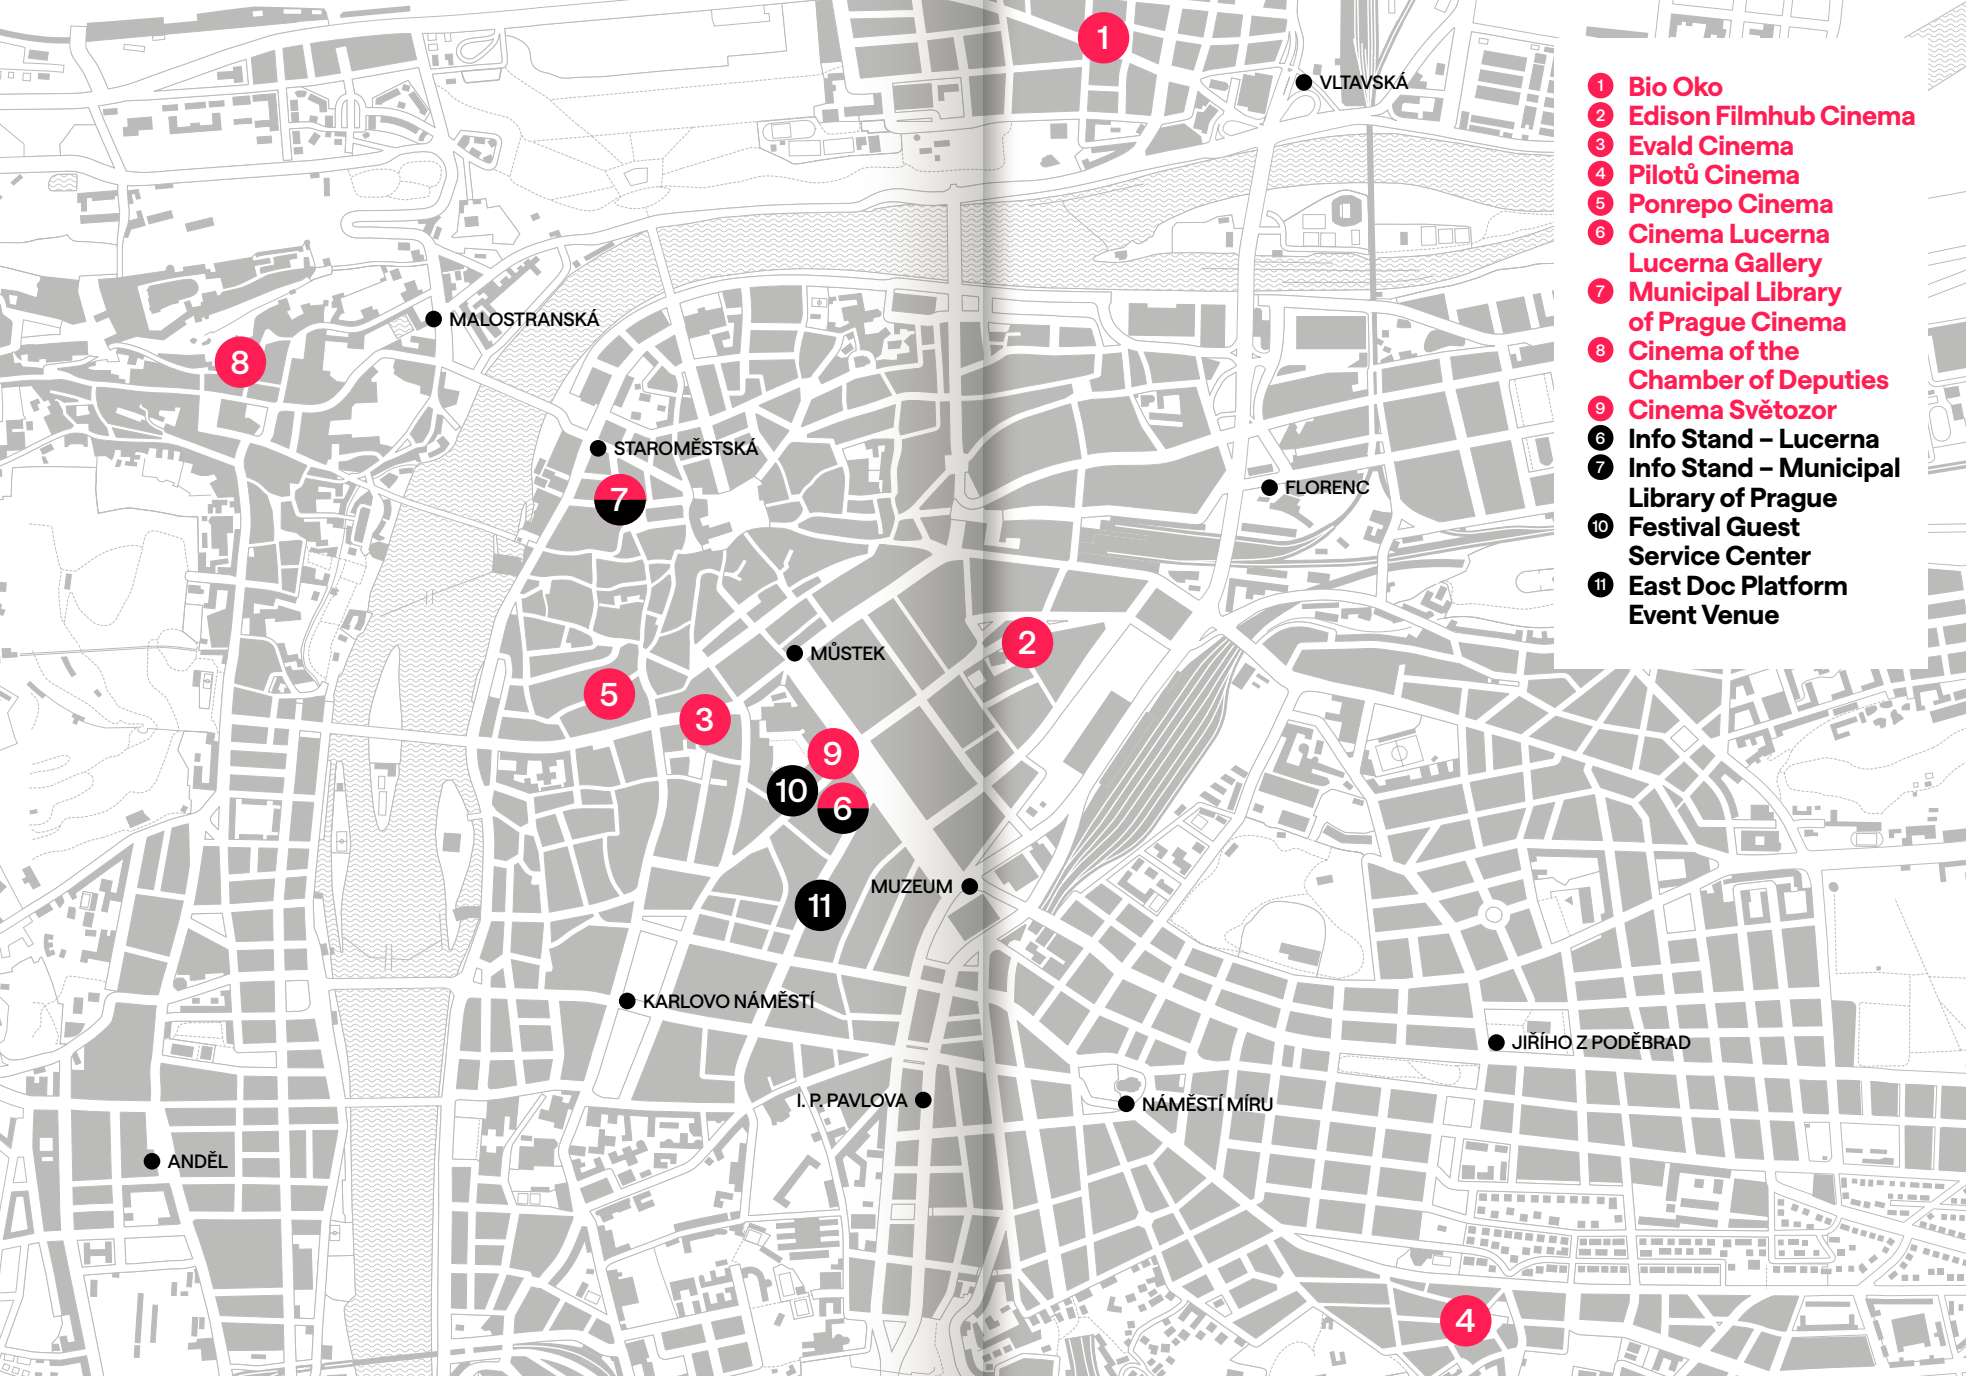 1
VLTAVSKÁ
MALOSTRANSKÁ
8
STAROMĚSTSKÁ
7
FLORENC
MŮSTEK
2
5
3
9
10
6
MUZEUM
11
KARLOVO NÁMĚSTÍ
JIŘÍHO Z PODĚBRAD
I. P. PAVLOVA
NÁMĚSTÍ MÍRU
ANDĚL
4
1 Bio Oko
2 Edison Filmhub Cinema
3 Evald Cinema
4 Pilotů Cinema
5 Ponrepo Cinema
6 Cinema Lucerna
Lucerna Gallery
7 Municipal Library
of Prague Cinema
8 Cinema of the
Chamber of Deputies
9 Cinema Světozor
6 Info Stand – Lucerna
7 Info Stand – Municipal
Library of Prague
10 Festival Guest
Service Center
11 East Doc Platform
Event Venue